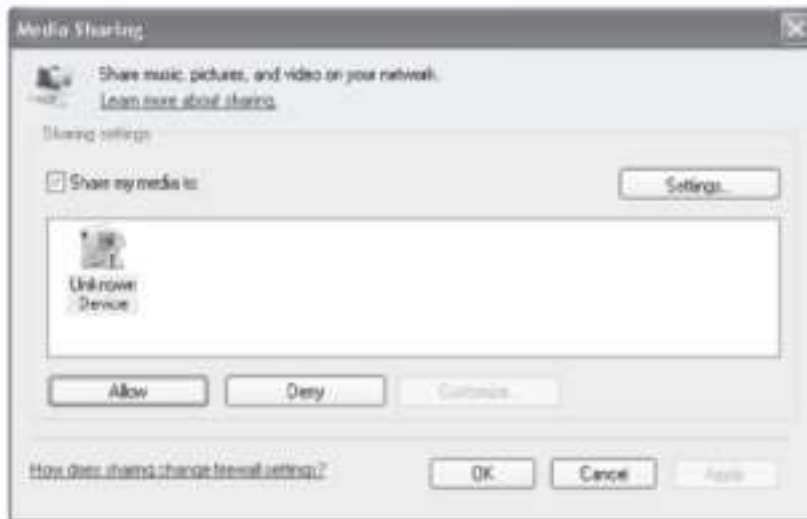 Media Sharing
Share music, pictures, and video on your network.
Learn more about sharing.
Sharing settings
Share my media to:
Settings...
Unknown
Device
Allow
Deny
Customize...
How does sharing change firewall settings?
OK
Cancel
Apply